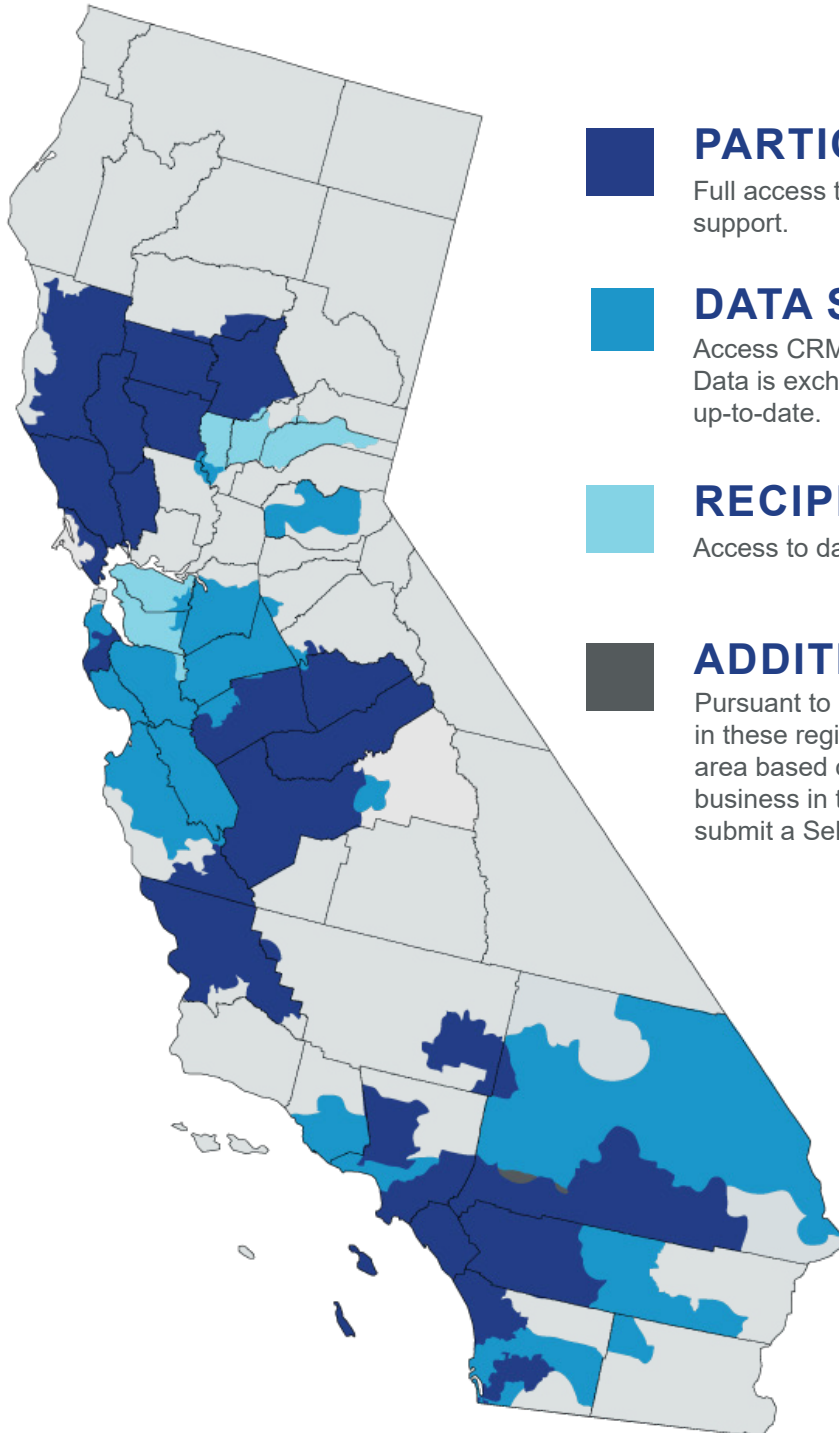 PARTIC
Full access t
support.
DATA S
Access CRM
Data is exch
up-to-date.
RECIPI
Access to da
ADDITI
Pursuant to
in these regi
area based
business in t
submit a Sel